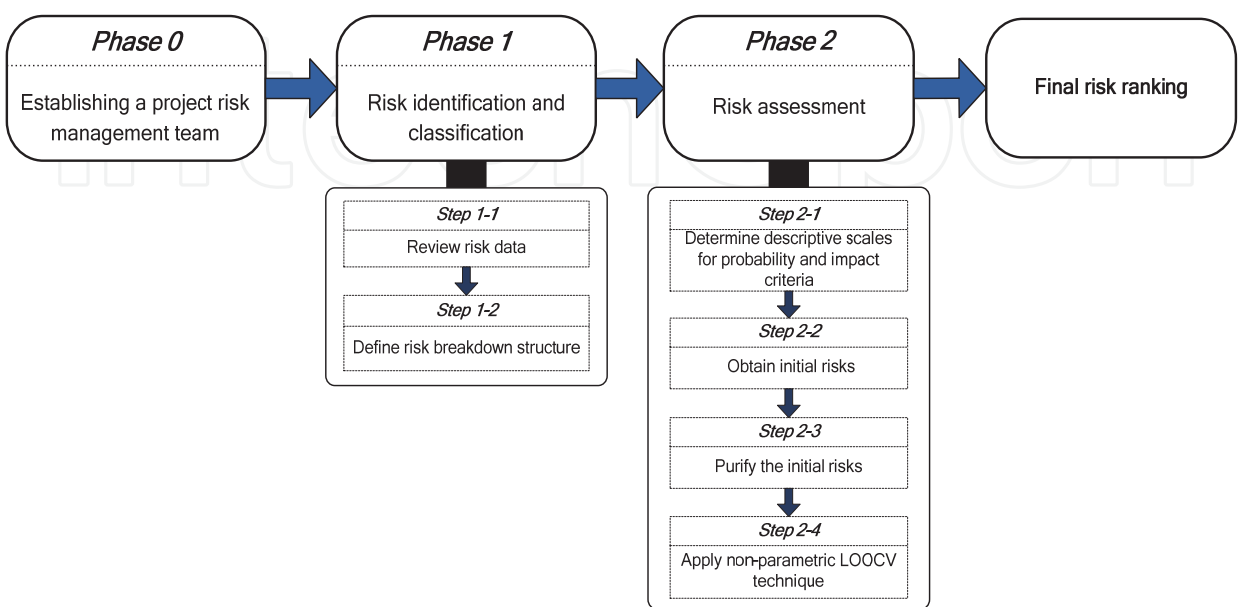 Phase 0
Establishing a project risk
management team
Phase 1
Risk identification and
classification
Phase 2
Risk assessment
Final risk ranking
Step 1-1
Review risk data
Step 1-2
Define risk breakdown structure
Step 2-1
Determine descriptive scales
for probability and impact
criteria
Step 2-2
Obtain initial risks
Step 2-3
Purify the initial risks
Step 2-4
Apply non-parametric LOOCV
technique